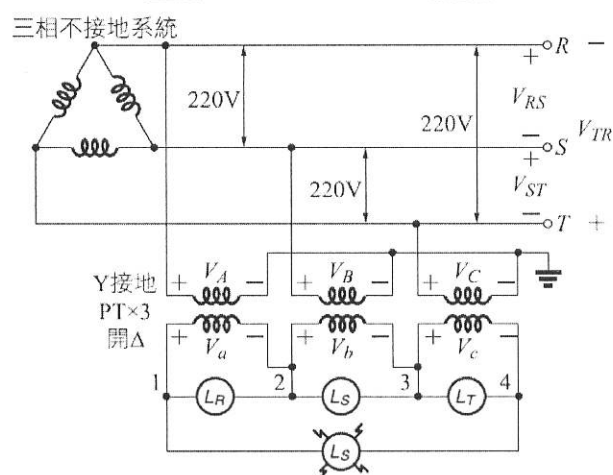 三相不接地系統
+ R −
220V
220V
V_RS
− + S
V_TR
220V
V_ST
− T +
Y接地
PT×3
開Δ
+ V_A − + V_B − + V_C −
+ V_a − + V_b − + V_c −
1 2 3 4
L_R L_S L_T
L_S